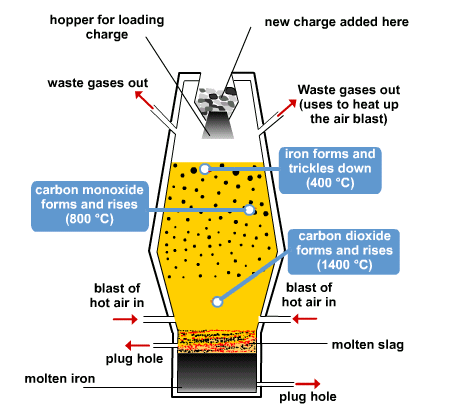 hopper for loading
charge
new charge added here
waste gases out
Waste gases out
(uses to heat up
the air blast)
iron forms and
trickles down
(400 °C)
carbon monoxide
forms and rises
(800 °C)
carbon dioxide
forms and rises
(1400 °C)
blast of
hot air in
blast of
hot air in
plug hole
molten slag
molten iron
plug hole